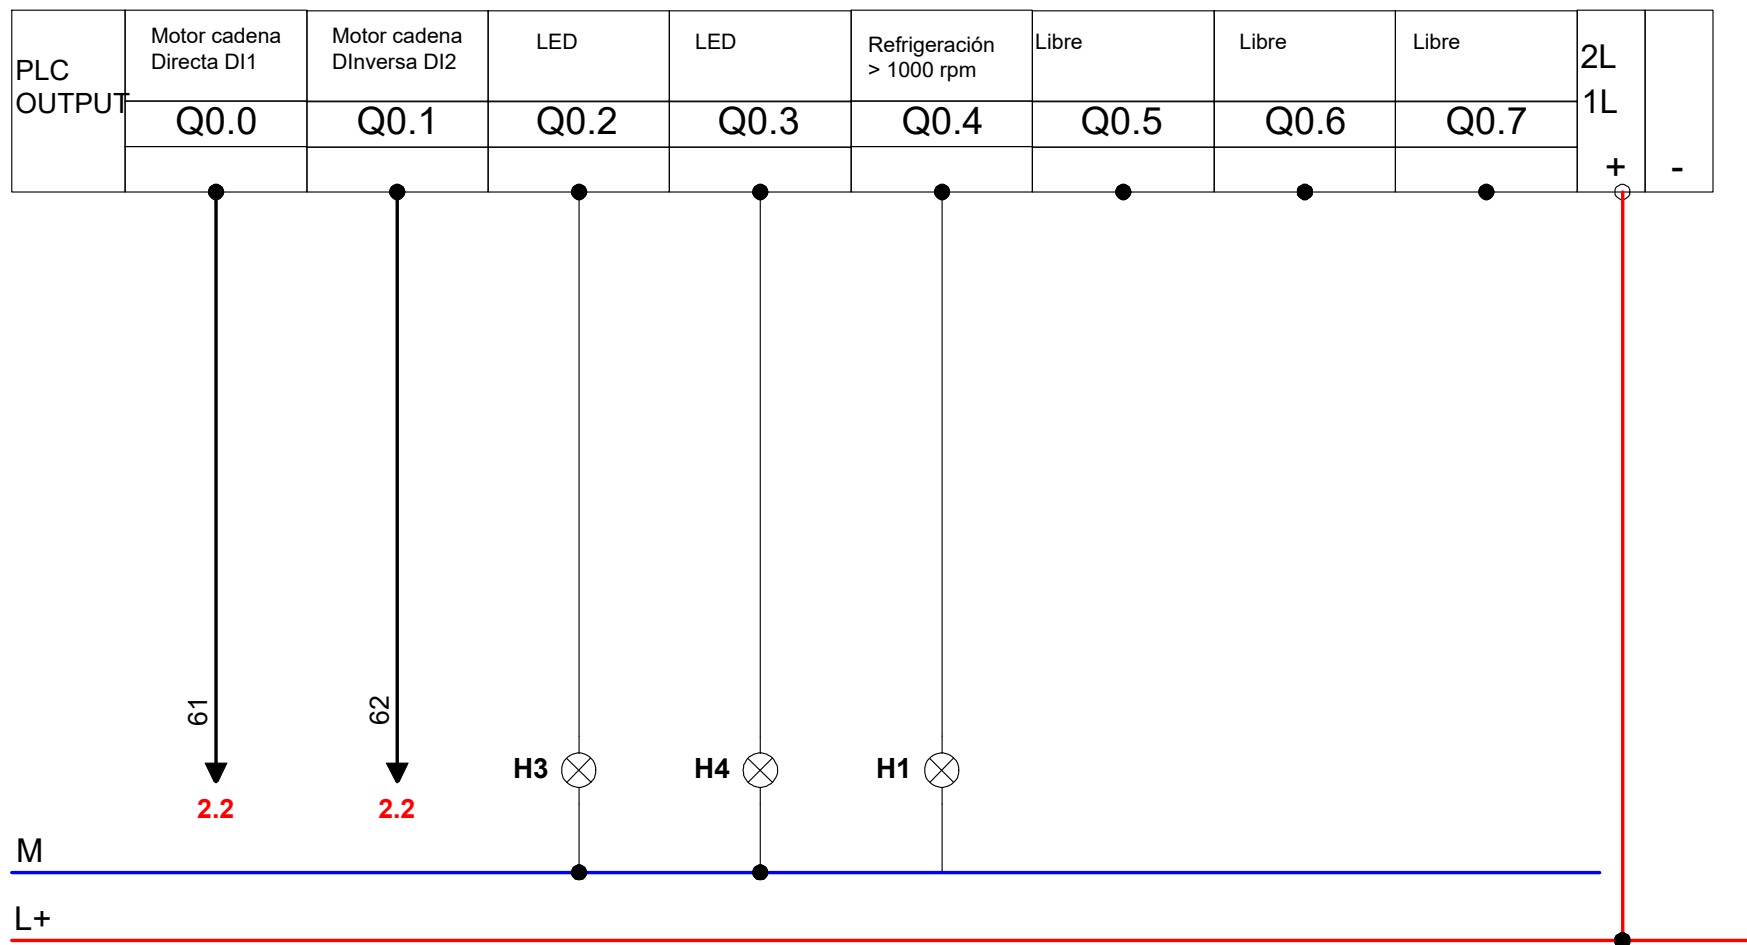 PLC
OUTPUT
Motor cadena
Directa DI1
Motor cadena
DInversa DI2
LED
LED
Refrigeración
> 1000 rpm
Libre
Libre
Libre
2L
1L
+
-
Q0.0
Q0.1
Q0.2
Q0.3
Q0.4
Q0.5
Q0.6
Q0.7
61
62
H3
H4
H1
2.2
2.2
M
L+